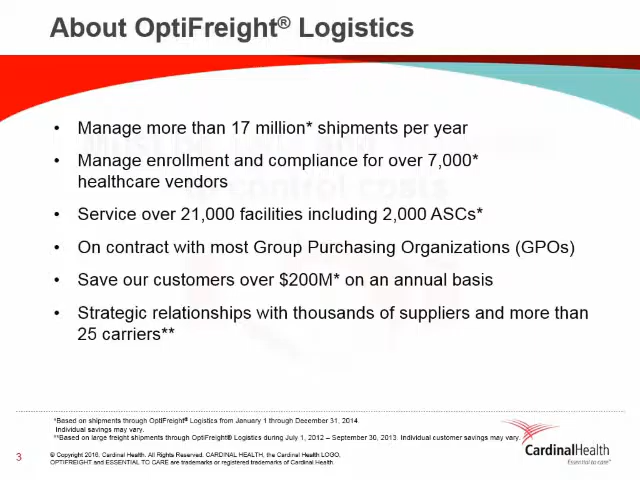 About OptiFreight® Logistics
• Manage more than 17 million* shipments per year
• Manage enrollment and compliance for over 7,000*
healthcare vendors
• Service over 21,000 facilities including 2,000 ASCs*
• On contract with most Group Purchasing Organizations (GPOs)
• Save our customers over $200M* on an annual basis
• Strategic relationships with thousands of suppliers and more than
25 carriers**
*Based on shipments through OptiFreight® Logistics from January 1 through December 31, 2014.
Individual savings may vary.
**Based on large freight shipments through OptiFreight® Logistics during July 1, 2012 – September 30, 2013. Individual customer savings may vary.
CardinalHealth
Essential to care™
3
© Copyright 2016, Cardinal Health. All Rights Reserved. CARDINAL HEALTH, the Cardinal Health LOGO,
OPTIFREIGHT and ESSENTIAL TO CARE are trademarks or registered trademarks of Cardinal Health